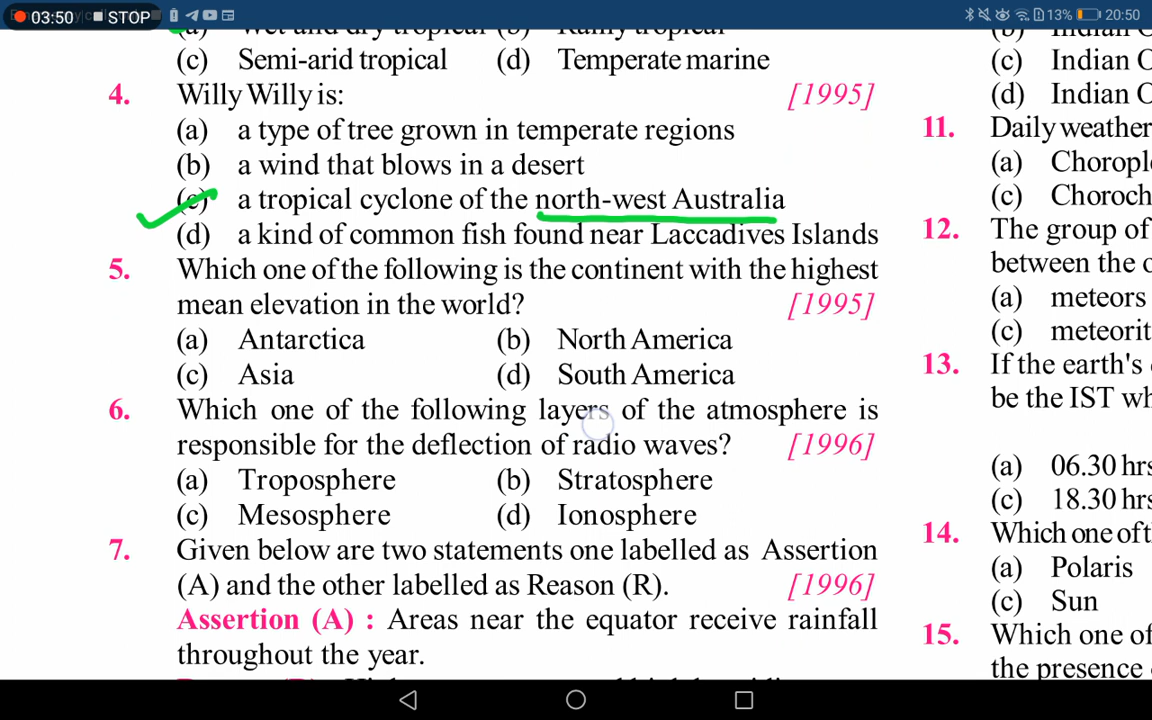 03:50 STOP
13% 20:50
(c) Semi-arid tropical (d) Temperate marine
4. Willy Willy is: [1995]
(a) a type of tree grown in temperate regions
(b) a wind that blows in a desert
(c) a tropical cyclone of the north-west Australia
(d) a kind of common fish found near Laccadives Islands
5. Which one of the following is the continent with the highest
mean elevation in the world? [1995]
(a) Antarctica (b) North America
(c) Asia (d) South America
6. Which one of the following layers of the atmosphere is
responsible for the deflection of radio waves? [1996]
(a) Troposphere (b) Stratosphere
(c) Mesosphere (d) Ionosphere
7. Given below are two statements one labelled as Assertion
(A) and the other labelled as Reason (R). [1996]
Assertion (A) : Areas near the equator receive rainfall
throughout the year.
(c) Indian O
(d) Indian O
11. Daily weather
(a) Chorople
(c) Choroch
12. The group of
between the o
(a) meteors
(c) meteorit
13. If the earth's
be the IST wh
(a) 06.30 hrs
(c) 18.30 hrs
14. Which one of t
(a) Polaris
(c) Sun
15. Which one of
the presence